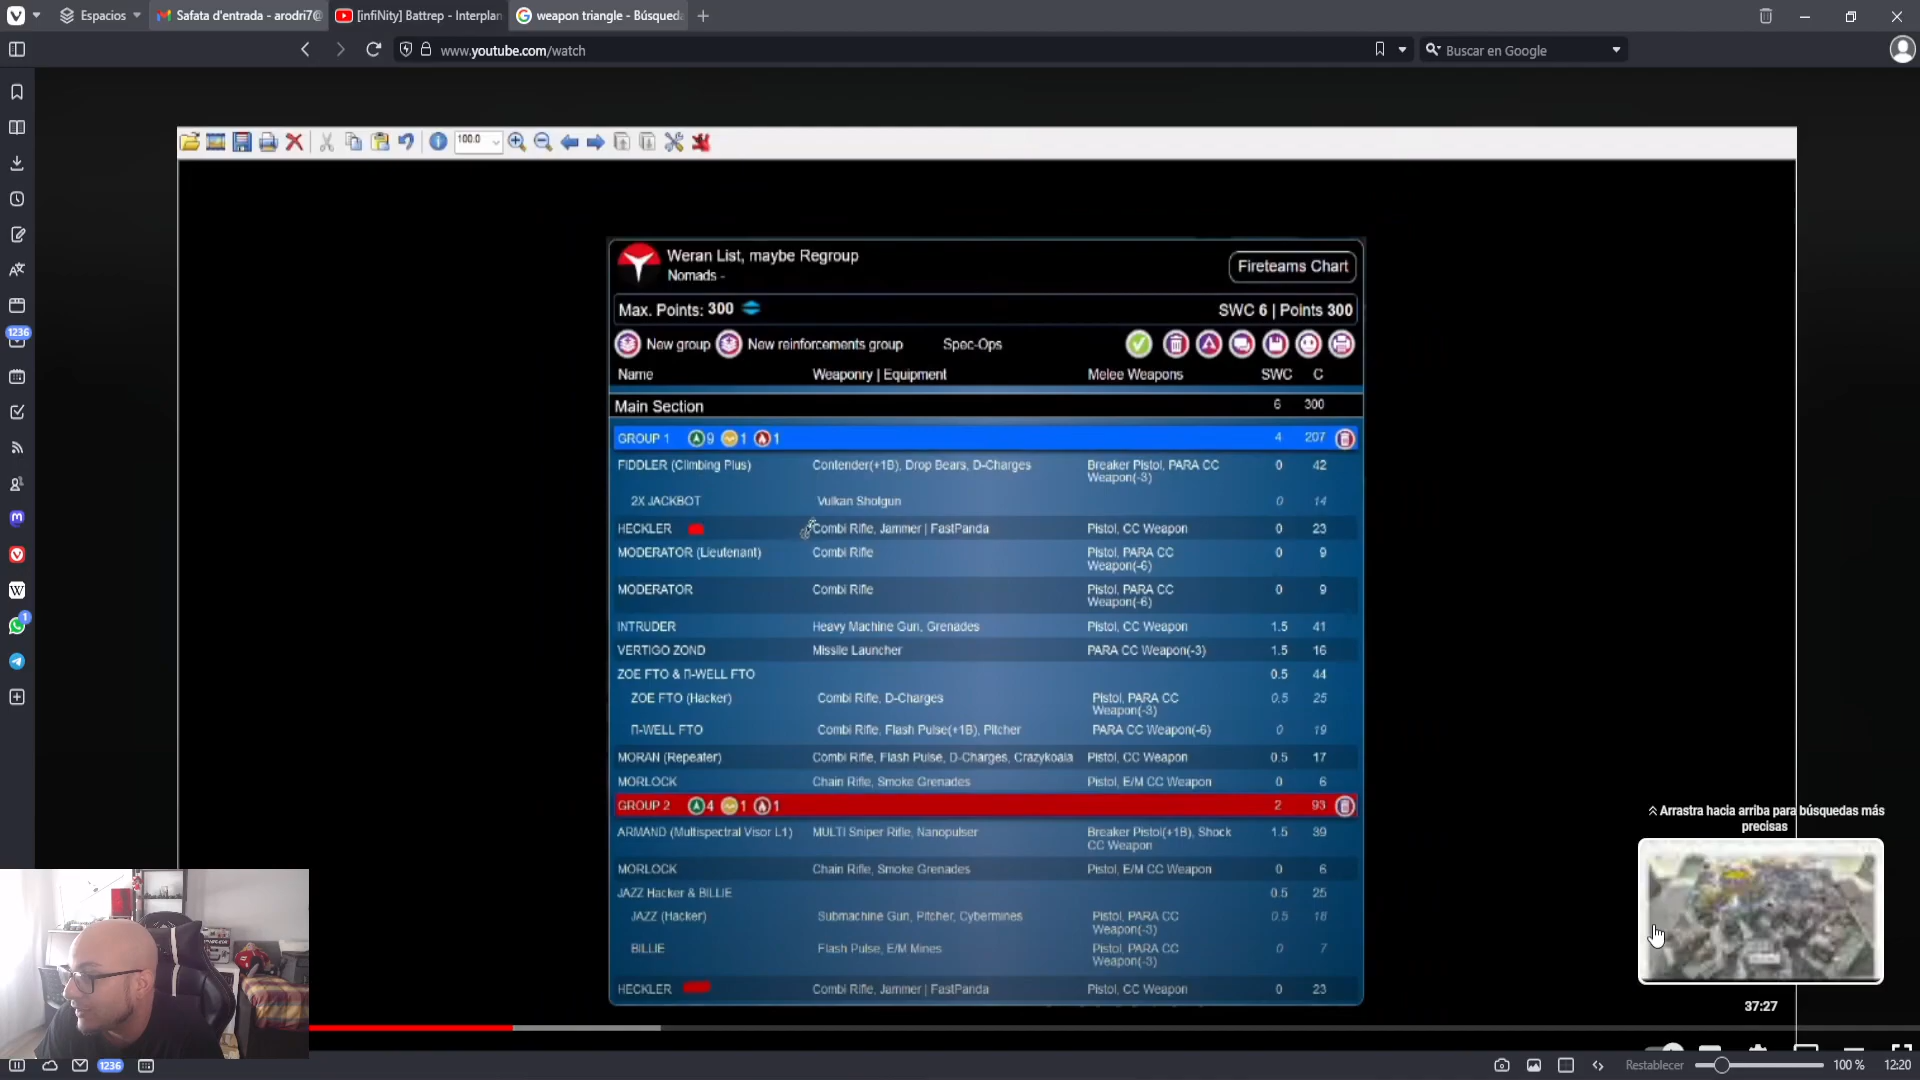 Espacios
Safata d'entrada - arodri7@
[infiNity] Battrep - Interplan
weapon triangle - Búsqued
www.youtube.com/watch
Buscar en Google
100.0
Weran List, maybe Regroup
Nomads -
Fireteams Chart
Max. Points: 300
SWC 6 | Points 300
New group
New reinforcements group
Spec-Ops
Name Weaponry | Equipment Melee Weapons SWC C
Main Section 6 300
GROUP 1 9 1 1 4 207
FIDDLER (Climbing Plus) Contender(+1B), Drop Bears, D-Charges Breaker Pistol, PARA CC 0 42
Weapon(-3)
2X JACKBOT Vulkan Shotgun 0 14
HECKLER Combi Rifle, Jammer | FastPanda Pistol, CC Weapon 0 23
MODERATOR (Lieutenant) Combi Rifle Pistol, PARA CC 0 9
Weapon(-6)
MODERATOR Combi Rifle Pistol, PARA CC 0 9
Weapon(-6)
INTRUDER Heavy Machine Gun, Grenades Pistol, CC Weapon 1.5 41
VERTIGO ZOND Missile Launcher PARA CC Weapon(-3) 1.5 16
ZOE FTO & Π-WELL FTO 0.5 44
ZOE FTO (Hacker) Combi Rifle, D-Charges Pistol, PARA CC 0.5 25
Weapon(-3)
Π-WELL FTO Combi Rifle, Flash Pulse(+1B), Pitcher PARA CC Weapon(-6) 0 19
MORAN (Repeater) Combi Rifle, Flash Pulse, D-Charges, Crazykoala Pistol, CC Weapon 0.5 17
MORLOCK Chain Rifle, Smoke Grenades Pistol, E/M CC Weapon 0 6
GROUP 2 4 1 1 2 93
ARMAND (Multispectral Visor L1) MULTI Sniper Rifle, Nanopulser Breaker Pistol(+1B), Shock 1.5 39
CC Weapon
MORLOCK Chain Rifle, Smoke Grenades Pistol, E/M CC Weapon 0 6
JAZZ Hacker & BILLIE 0.5 25
JAZZ (Hacker) Submachine Gun, Pitcher, Cybermines Pistol, PARA CC 0.5 18
Weapon(-3)
BILLIE Flash Pulse, E/M Mines Pistol, PARA CC 0 7
Weapon(-3)
HECKLER Combi Rifle, Jammer | FastPanda Pistol, CC Weapon 0 23
Arrastra hacia arriba para búsquedas más
precisas
37:27
1236
1
1236
Restablecer
100 %
12:20